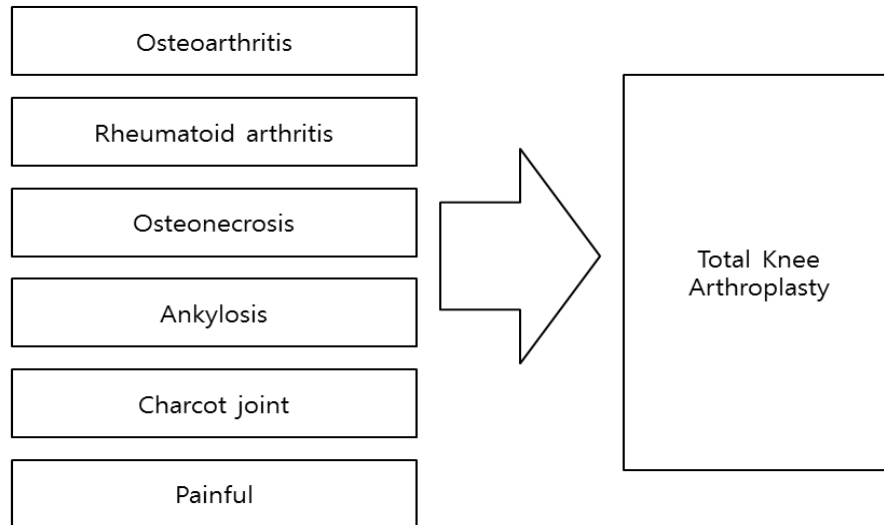 Osteoarthritis
Rheumatoid arthritis
Osteonecrosis
Ankylosis
Charcot joint
Painful
Total Knee
Arthroplasty